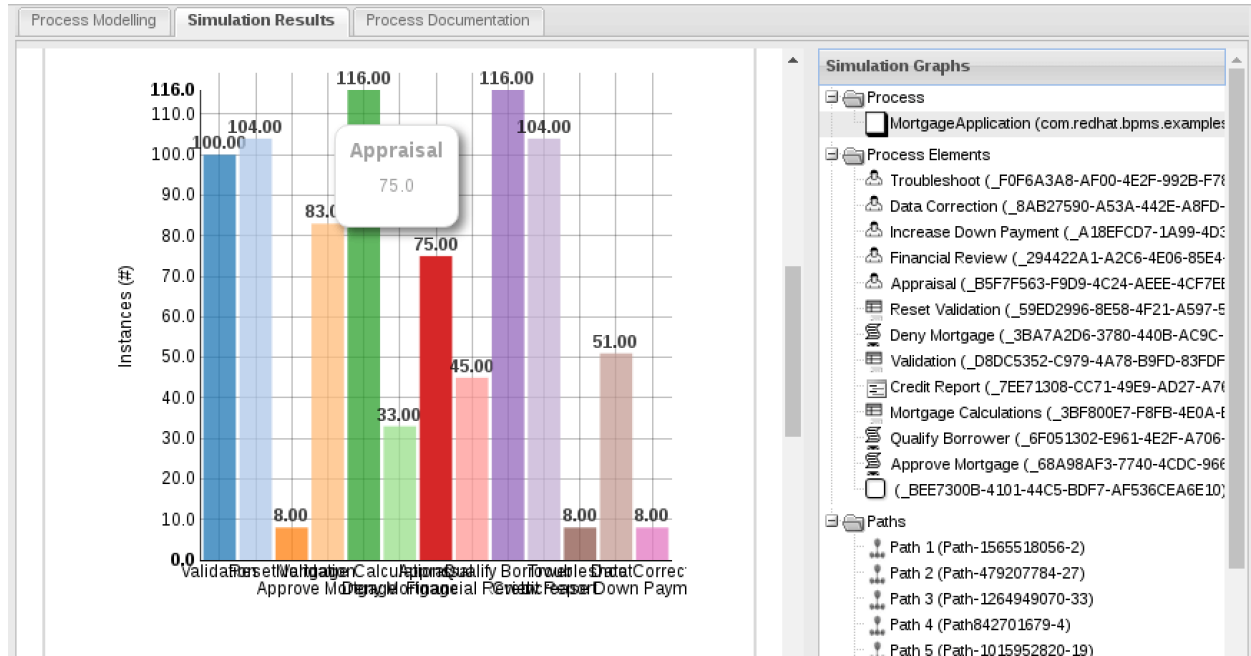 Process Modelling
Simulation Results
Process Documentation
116.00
116.00
116.0
110.0
104.00
104.00
100.00
100.0
Appraisal
75.0
90.0
80.0
75.00
70.0
Instances (#)
60.0
50.0
51.00
45.00
40.0
33.00
30.0
20.0
10.0
8.00
8.00
8.00
0.0
Simulation Graphs
Process
MortgageApplication (com.redhat.bpms.examples
Process Elements
Troubleshoot (_F0F6A3A8-AF00-4E2F-992B-F78
Data Correction (_8AB27590-A53A-442E-A8FD-
Increase Down Payment (_A18EFCD7-1A99-4D3
Financial Review (_294422A1-A2C6-4E06-85E4-
Appraisal (_B5F7F563-F9D9-4C24-AEEE-4CF7EE
Reset Validation (_59ED2996-8E58-4F21-A597-5
Deny Mortgage (_3BA7A2D6-3780-440B-AC9C-
Validation (_D8DC5352-C979-4A78-B9FD-83FDF
Credit Report (_7EE71308-CC71-49E9-AD27-A76
Mortgage Calculations (_3BF800E7-F8FB-4E0A-E
Qualify Borrower (_6F051302-E961-4E2F-A706-
Approve Mortgage (_68A98AF3-7740-4CDC-966
(_BEE7300B-4101-44C5-BDF7-AF536CEA6E10)
Paths
Path 1 (Path-1565518056-2)
Path 2 (Path-479207784-27)
Path 3 (Path-1264949070-33)
Path 4 (Path842701679-4)
Path 5 (Path-1015952820-19)